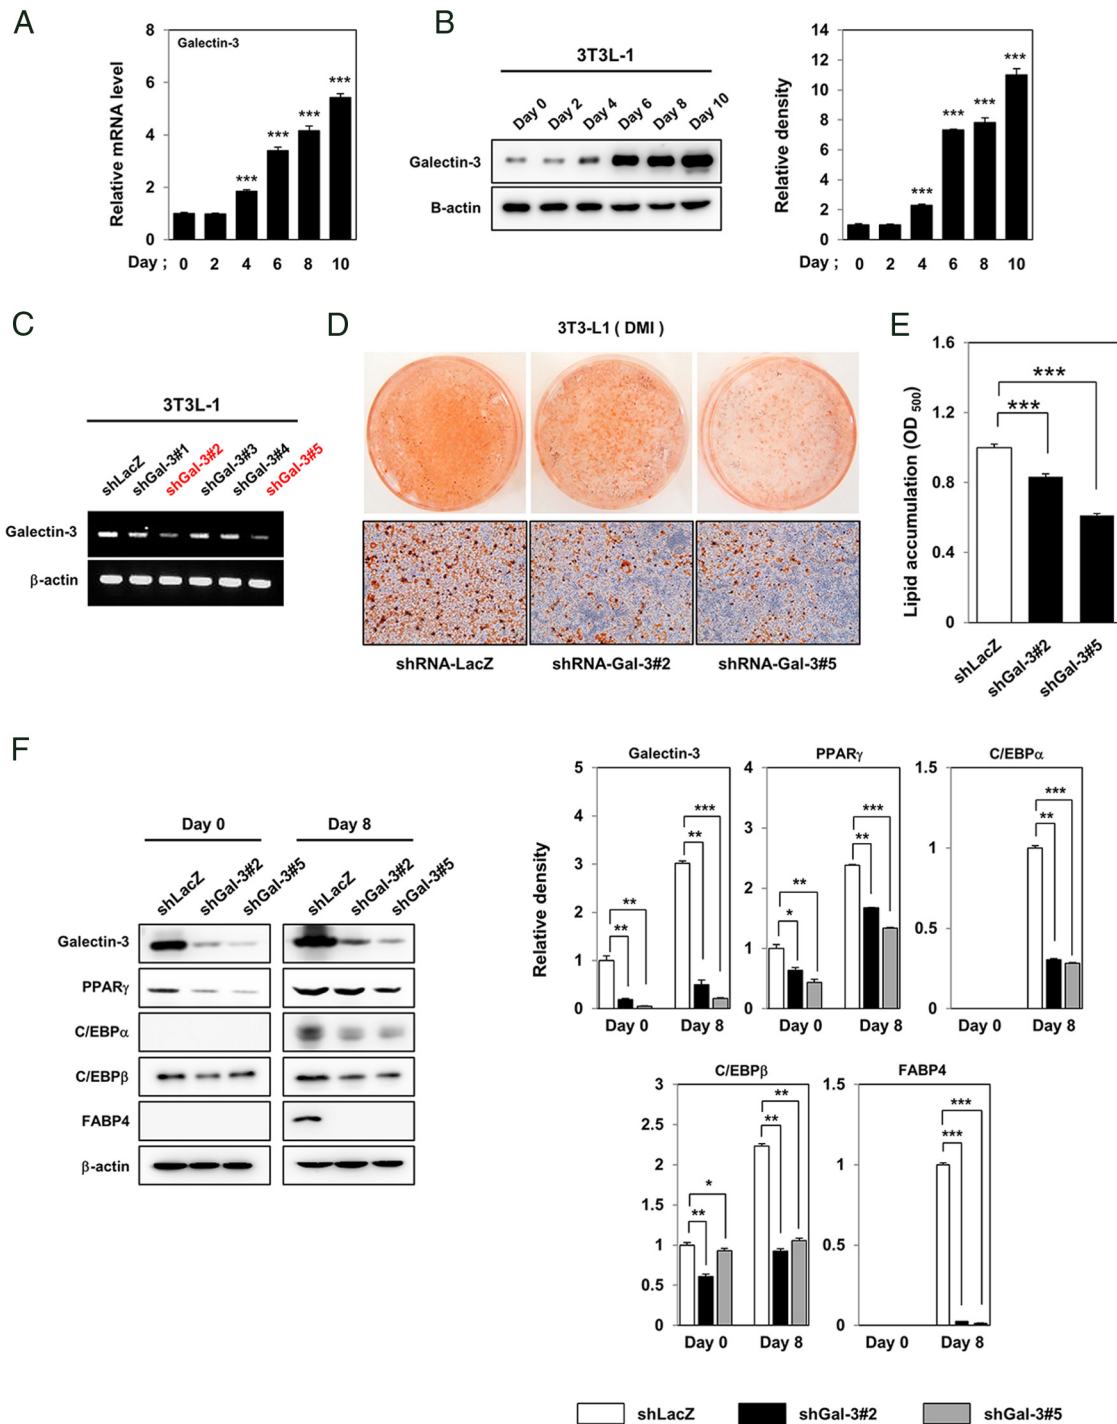 A
Galectin-3
Relative mRNA level
8
6
4
2
0
***
***
***
***
Day ; 0 2 4 6 8 10
B
3T3L-1
Day 0 Day 2 Day 4 Day 6 Day 8 Day 10
Galectin-3
B-actin
Relative density
14
12
10
8
6
4
2
0
***
***
***
***
Day ; 0 2 4 6 8 10
C
3T3L-1
shLacZ shGal-3#1 shGal-3#2 shGal-3#3 shGal-3#4 shGal-3#5
Galectin-3
β-actin
D
3T3-L1 ( DMI )
shRNA-LacZ shRNA-Gal-3#2 shRNA-Gal-3#5
E
Lipid accumulation (OD 500)
1.6
1.2
0.8
0.4
0
***
***
shLacZ shGal-3#2 shGal-3#5
F
Day 0 Day 8
shLacZ shGal-3#2 shGal-3#5 shLacZ shGal-3#2 shGal-3#5
Galectin-3
PPARγ
C/EBPα
C/EBPβ
FABP4
β-actin
Relative density
Galectin-3
5
4
3
2
1
0
**
**
***
**
Day 0 Day 8
PPARγ
4
3
2
1
0
**
*
***
**
Day 0 Day 8
C/EBPα
1.5
1
0.5
0
***
**
Day 0 Day 8
C/EBPβ
3
2.5
2
1.5
1
0.5
0
*
**
**
**
Day 0 Day 8
FABP4
1.5
1
0.5
0
***
***
Day 0 Day 8
shLacZ shGal-3#2 shGal-3#5